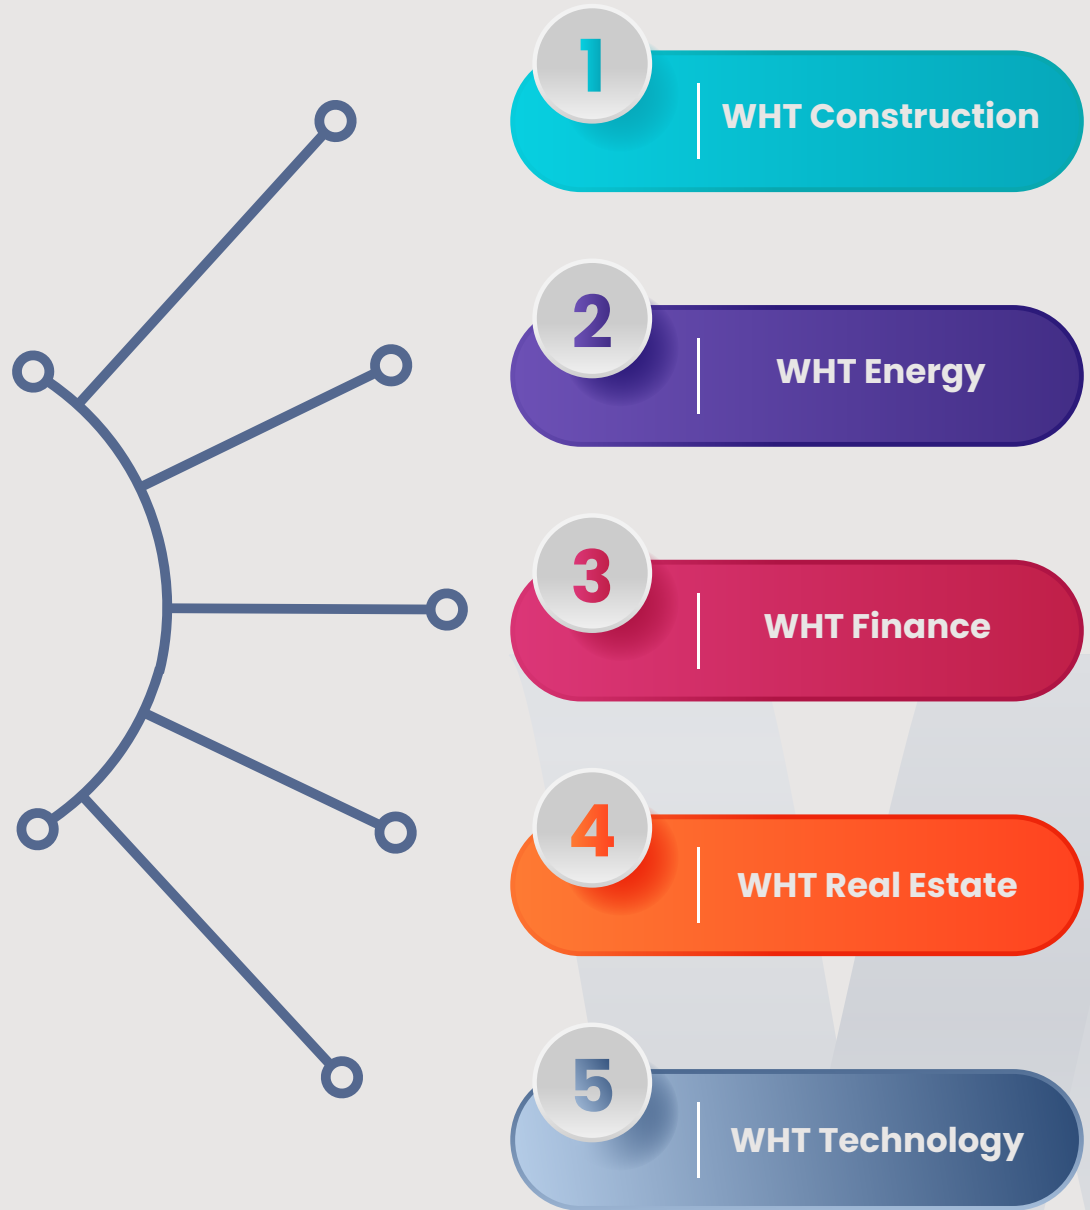 1
WHT Construction
2
WHT Energy
3
WHT Finance
4
WHT Real Estate
5
WHT Technology